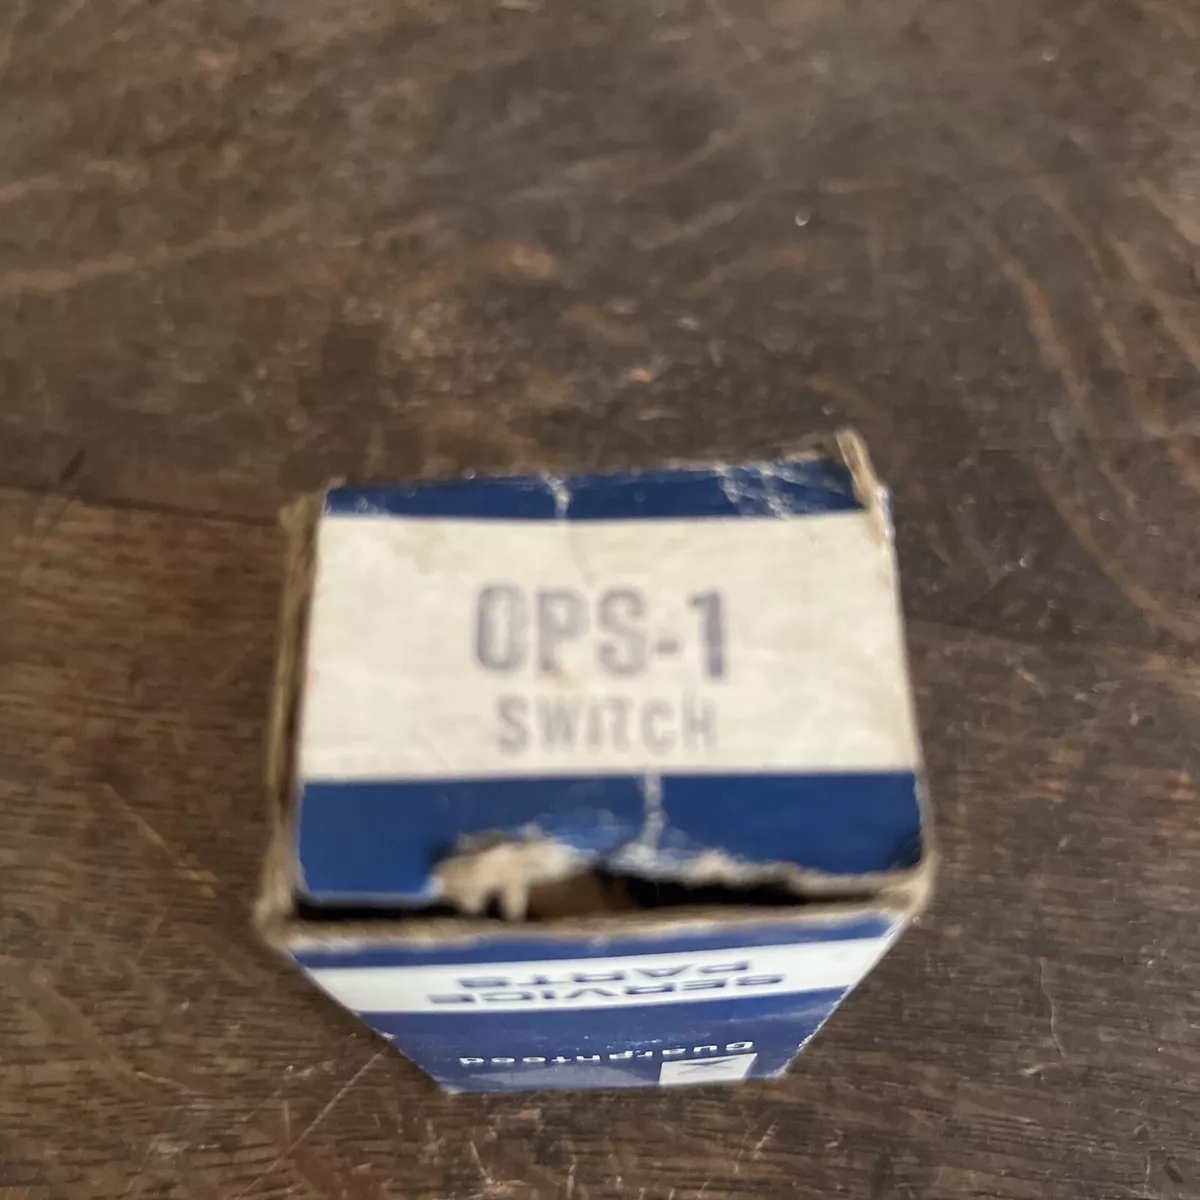 OPS-1
SWITCH
SERVICE
PARTS
Guaranteed